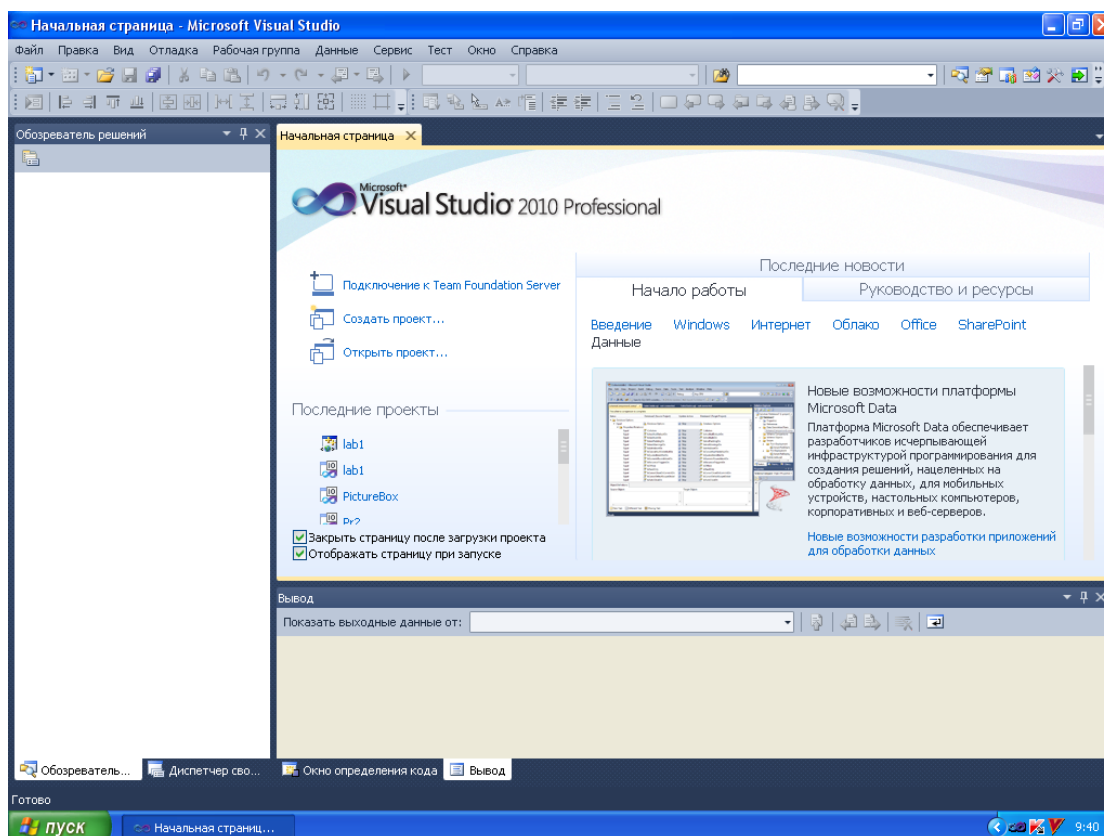 Начальная страница - Microsoft Visual Studio
Файл Правка Вид Отладка Рабочая группа Данные Сервис Тест Окно Справка
Обозреватель решений
Начальная страница
Microsoft®
Visual Studio® 2010 Professional
Подключение к Team Foundation Server
Создать проект...
Открыть проект...
Последние проекты
lab1
lab1
PictureBox
Pr2
Закрыть страницу после загрузки проекта
Отображать страницу при запуске
Последние новости
Начало работы Руководство и ресурсы
Введение Windows Интернет Облако Office SharePoint
Данные
Новые возможности платформы
Microsoft Data
Платформа Microsoft Data обеспечивает
разработчиков исчерпывающей
инфраструктурой программирования для
создания решений, нацеленных на
обработку данных, для мобильных
устройств, настольных компьютеров,
корпоративных и веб-серверов.
Новые возможности разработки приложений
для обработки данных
Вывод
Показать выходные данные от:
Обозреватель... Диспетчер сво... Окно определения кода Вывод
Готово
пуск Начальная страниц... 9:40